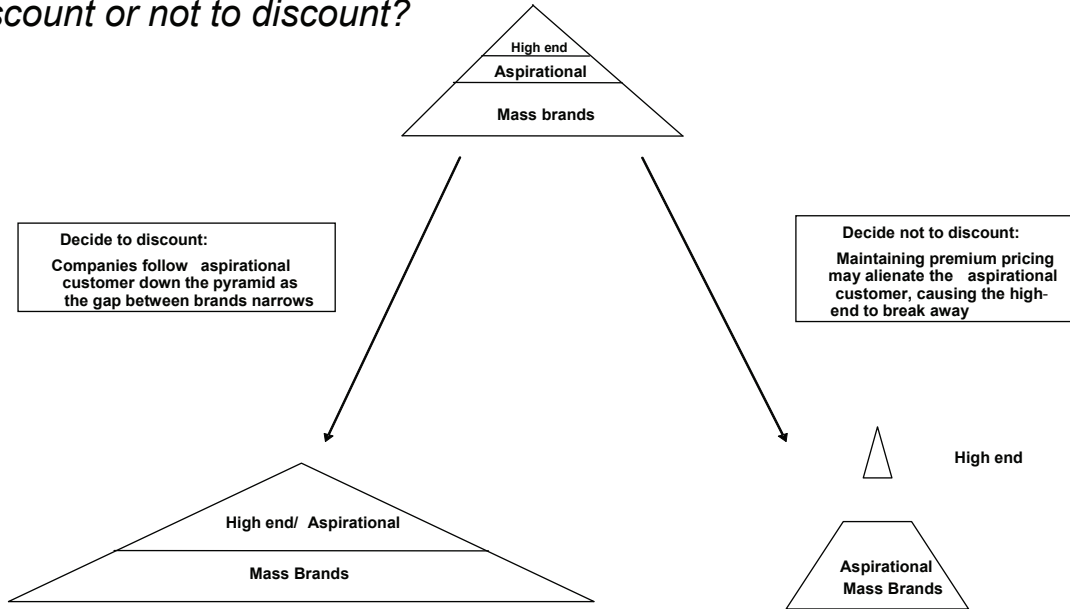 scount or not to discount?
High end
Aspirational
Mass brands
Decide to discount:
Companies follow aspirational
customer down the pyramid as
the gap between brands narrows
Decide not to discount:
Maintaining premium pricing
may alienate the aspirational
customer, causing the high-
end to break away
High end/ Aspirational
Mass Brands
High end
Aspirational
Mass Brands